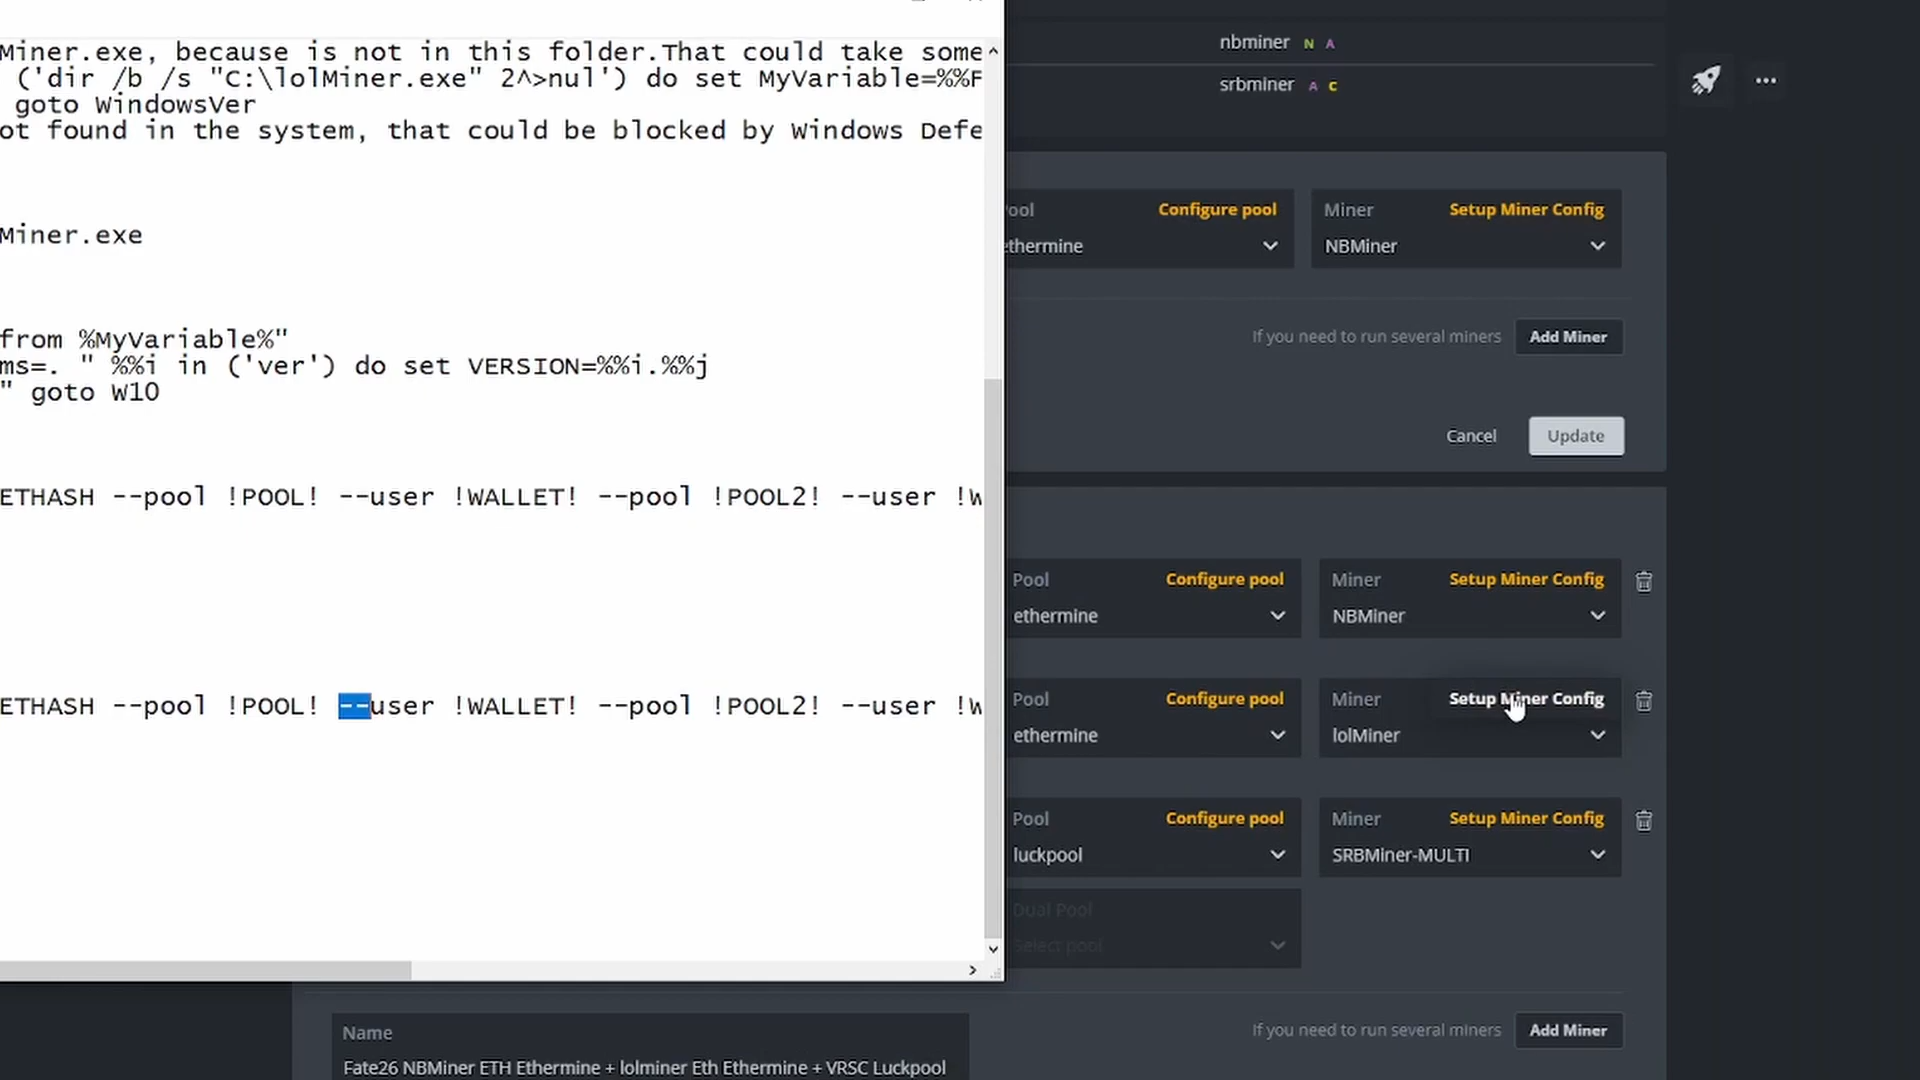 Miner.exe, because is not in this folder.That could take some
('dir /b /s "C:\lolMiner.exe" 2^>nul') do set MyVariable=%%F
goto WindowsVer
ot found in the system, that could be blocked by Windows Defe
Miner.exe
from %MyVariable%"
ms=. " %%i in ('ver') do set VERSION=%%i.%%j
" goto W10
ETHASH --pool !POOL! --user !WALLET! --pool !POOL2! --user !W
ETHASH --pool !POOL! --user !WALLET! --pool !POOL2! --user !W
nbminer N A
srbminer A C
Pool Configure pool
ethermine
Miner Setup Miner Config
NBMiner
If you need to run several miners Add Miner
Cancel Update
Pool Configure pool
ethermine
Miner Setup Miner Config
NBMiner
Pool Configure pool
ethermine
Miner Setup Miner Config
lolMiner
Pool Configure pool
luckpool
Miner Setup Miner Config
SRBMiner-MULTI
Dual Pool
Select pool
Name
Fate26 NBMiner ETH Ethermine + lolminer Eth Ethermine + VRSC Luckpool
If you need to run several miners Add Miner